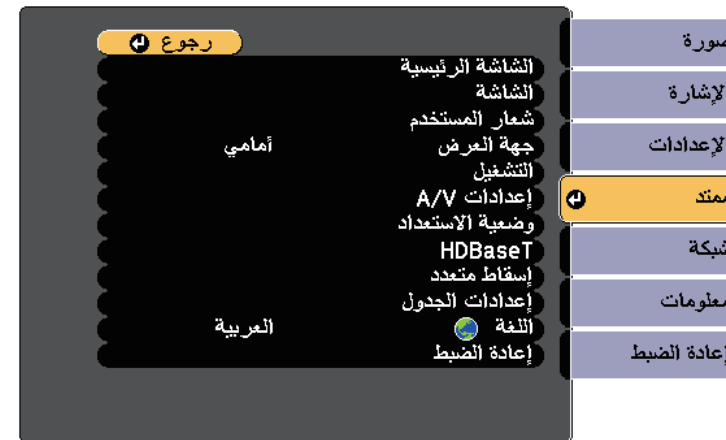 رجوع
الشاشة الرئيسية
الشاشة
شعار المستخدم
جهة العرض أمامي
التشغيل
إعدادات A/V
وضعية الاستعداد
HDBaseT
إسقاط متعدد
إعدادات الجدول
اللغة العربية
إعادة الضبط
صورة
الإشارة
الإعدادات
ممتد
شبكة
معلومات
إعادة الضبط